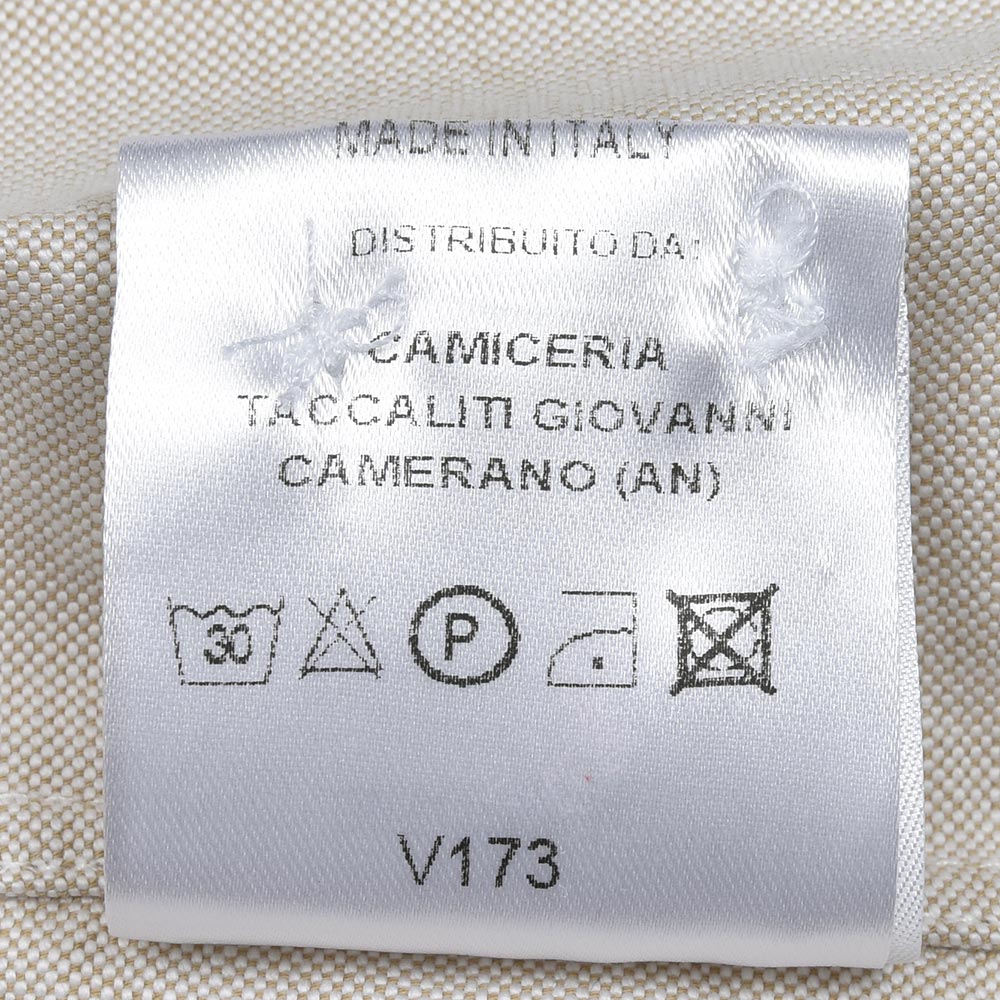 MADE IN ITALY
DISTRIBUITO DA:
CAMICERIA
TACCALITI GIOVANNI
CAMERANO (AN)
30 P
V173